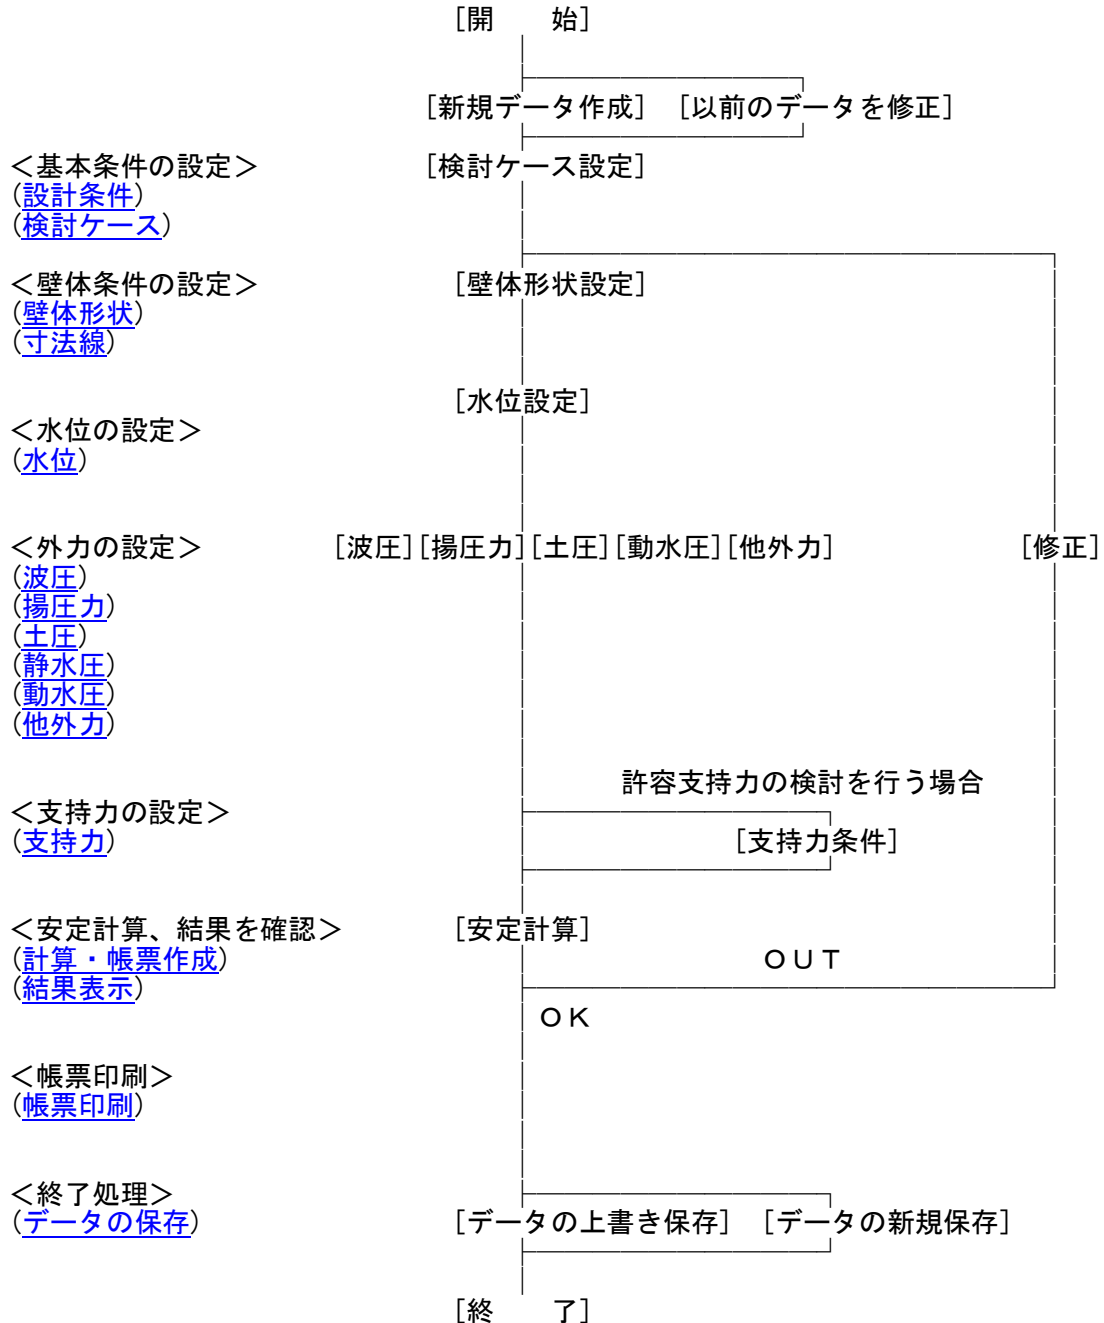 [開　　始]
[新規データ作成] [以前のデータを修正]
＜基本条件の設定＞ [検討ケース設定]
(設計条件)
(検討ケース)
＜壁体条件の設定＞ [壁体形状設定]
(壁体形状)
(寸法線)
[水位設定]
＜水位の設定＞
(水位)
＜外力の設定＞ [波圧][揚圧力][土圧][動水圧][他外力] [修正]
(波圧)
(揚圧力)
(土圧)
(静水圧)
(動水圧)
(他外力)
許容支持力の検討を行う場合
＜支持力の設定＞
(支持力) [支持力条件]
＜安定計算、結果を確認＞ [安定計算]
(計算・帳票作成) ＯＵＴ
(結果表示)
ＯＫ
＜帳票印刷＞
(帳票印刷)
＜終了処理＞
(データの保存) [データの上書き保存] [データの新規保存]
[終　　了]